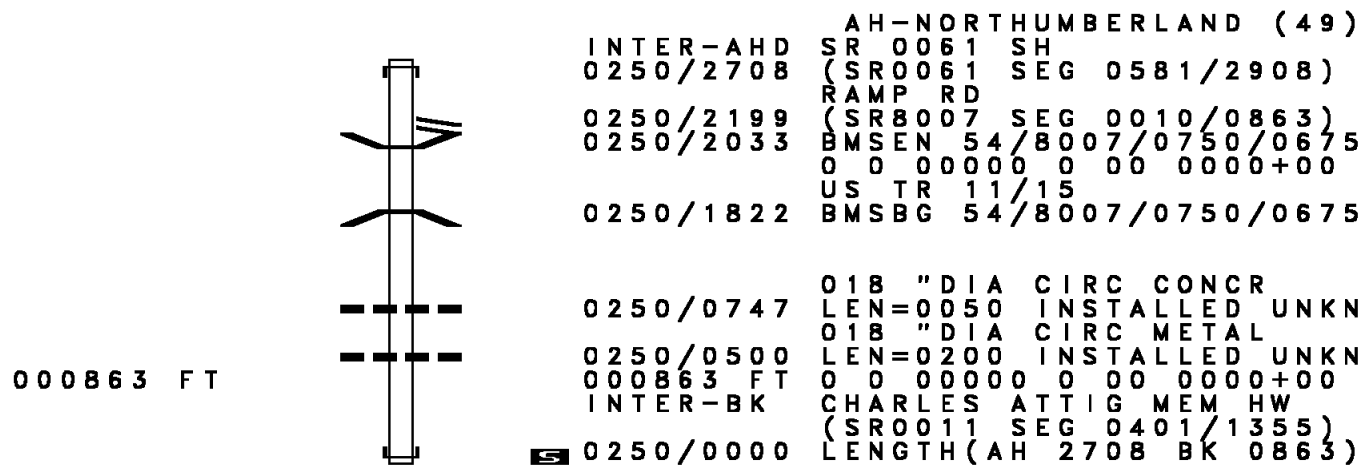 AH-NORTHUMBERLAND (49)
INTER-AHD SR 0061 SH
0250/2708 (SR0061 SEG 0581/2908)
RAMP RD
0250/2199 (SR8007 SEG 0010/0863)
0250/2033 BMSEN 54/8007/0750/0675
0 0 00000 0 00 0000+00
US TR 11/15
0250/1822 BMSBG 54/8007/0750/0675
018 "DIA CIRC CONCR
0250/0747 LEN=0050 INSTALLED UNKN
018 "DIA CIRC METAL
0250/0500 LEN=0200 INSTALLED UNKN
000863 FT 000863 FT 0 0 00000 0 00 0000+00
INTER-BK CHARLES ATTIG MEM HW
(SR0011 SEG 0401/1355)
S 0250/0000 LENGTH(AH 2708 BK 0863)